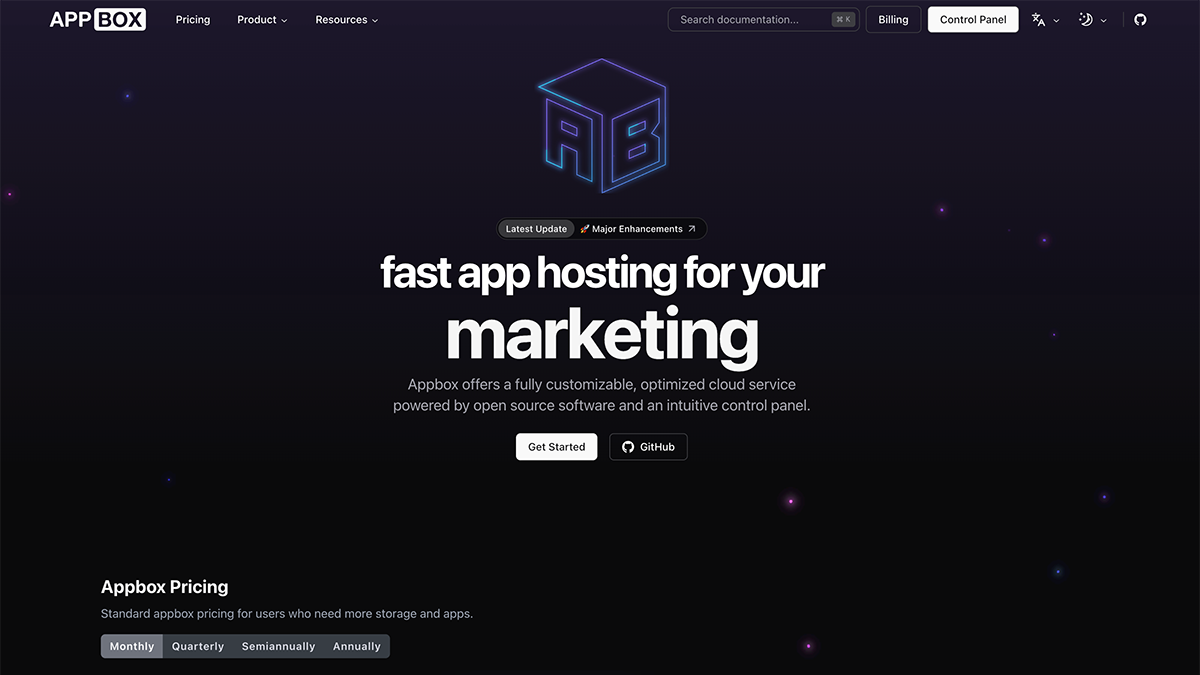 APP BOX
Pricing
Product
Resources
Search documentation...
⌘ K
Billing
Control Panel
AB
Latest Update 🚀 Major Enhancements
fast app hosting for your
marketing
Appbox offers a fully customizable, optimized cloud service
powered by open source software and an intuitive control panel.
Get Started
GitHub
Appbox Pricing
Standard appbox pricing for users who need more storage and apps.
Monthly
Quarterly
Semiannually
Annually